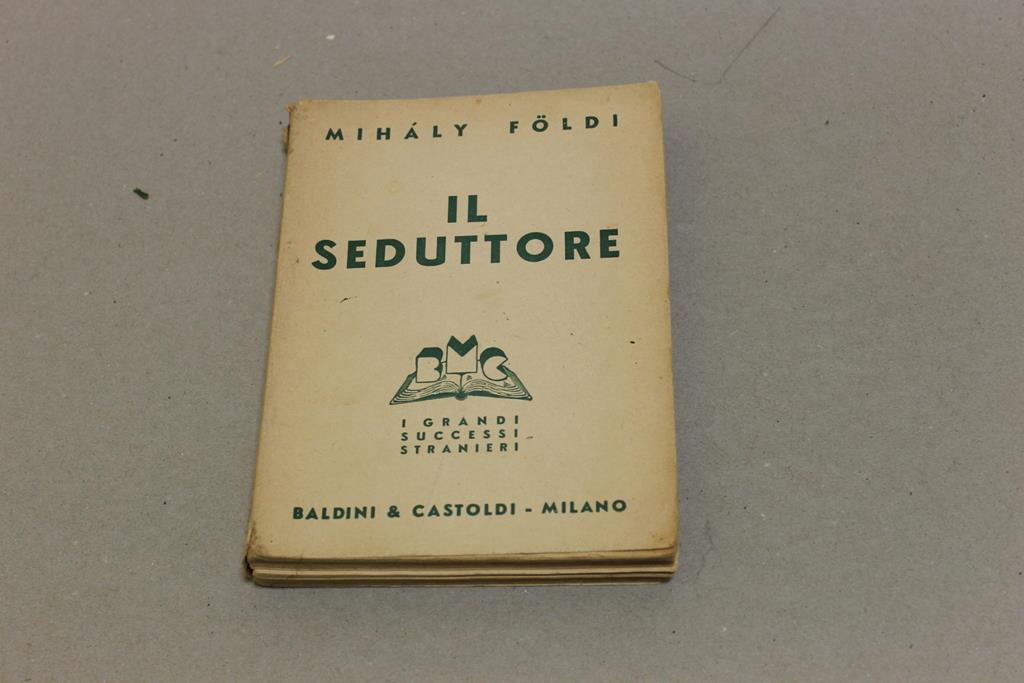 MIHÁLY FÖLDI
IL
SEDUTTORE
BMC
I GRANDI
SUCCESSI
STRANIERI
BALDINI & CASTOLDI - MILANO